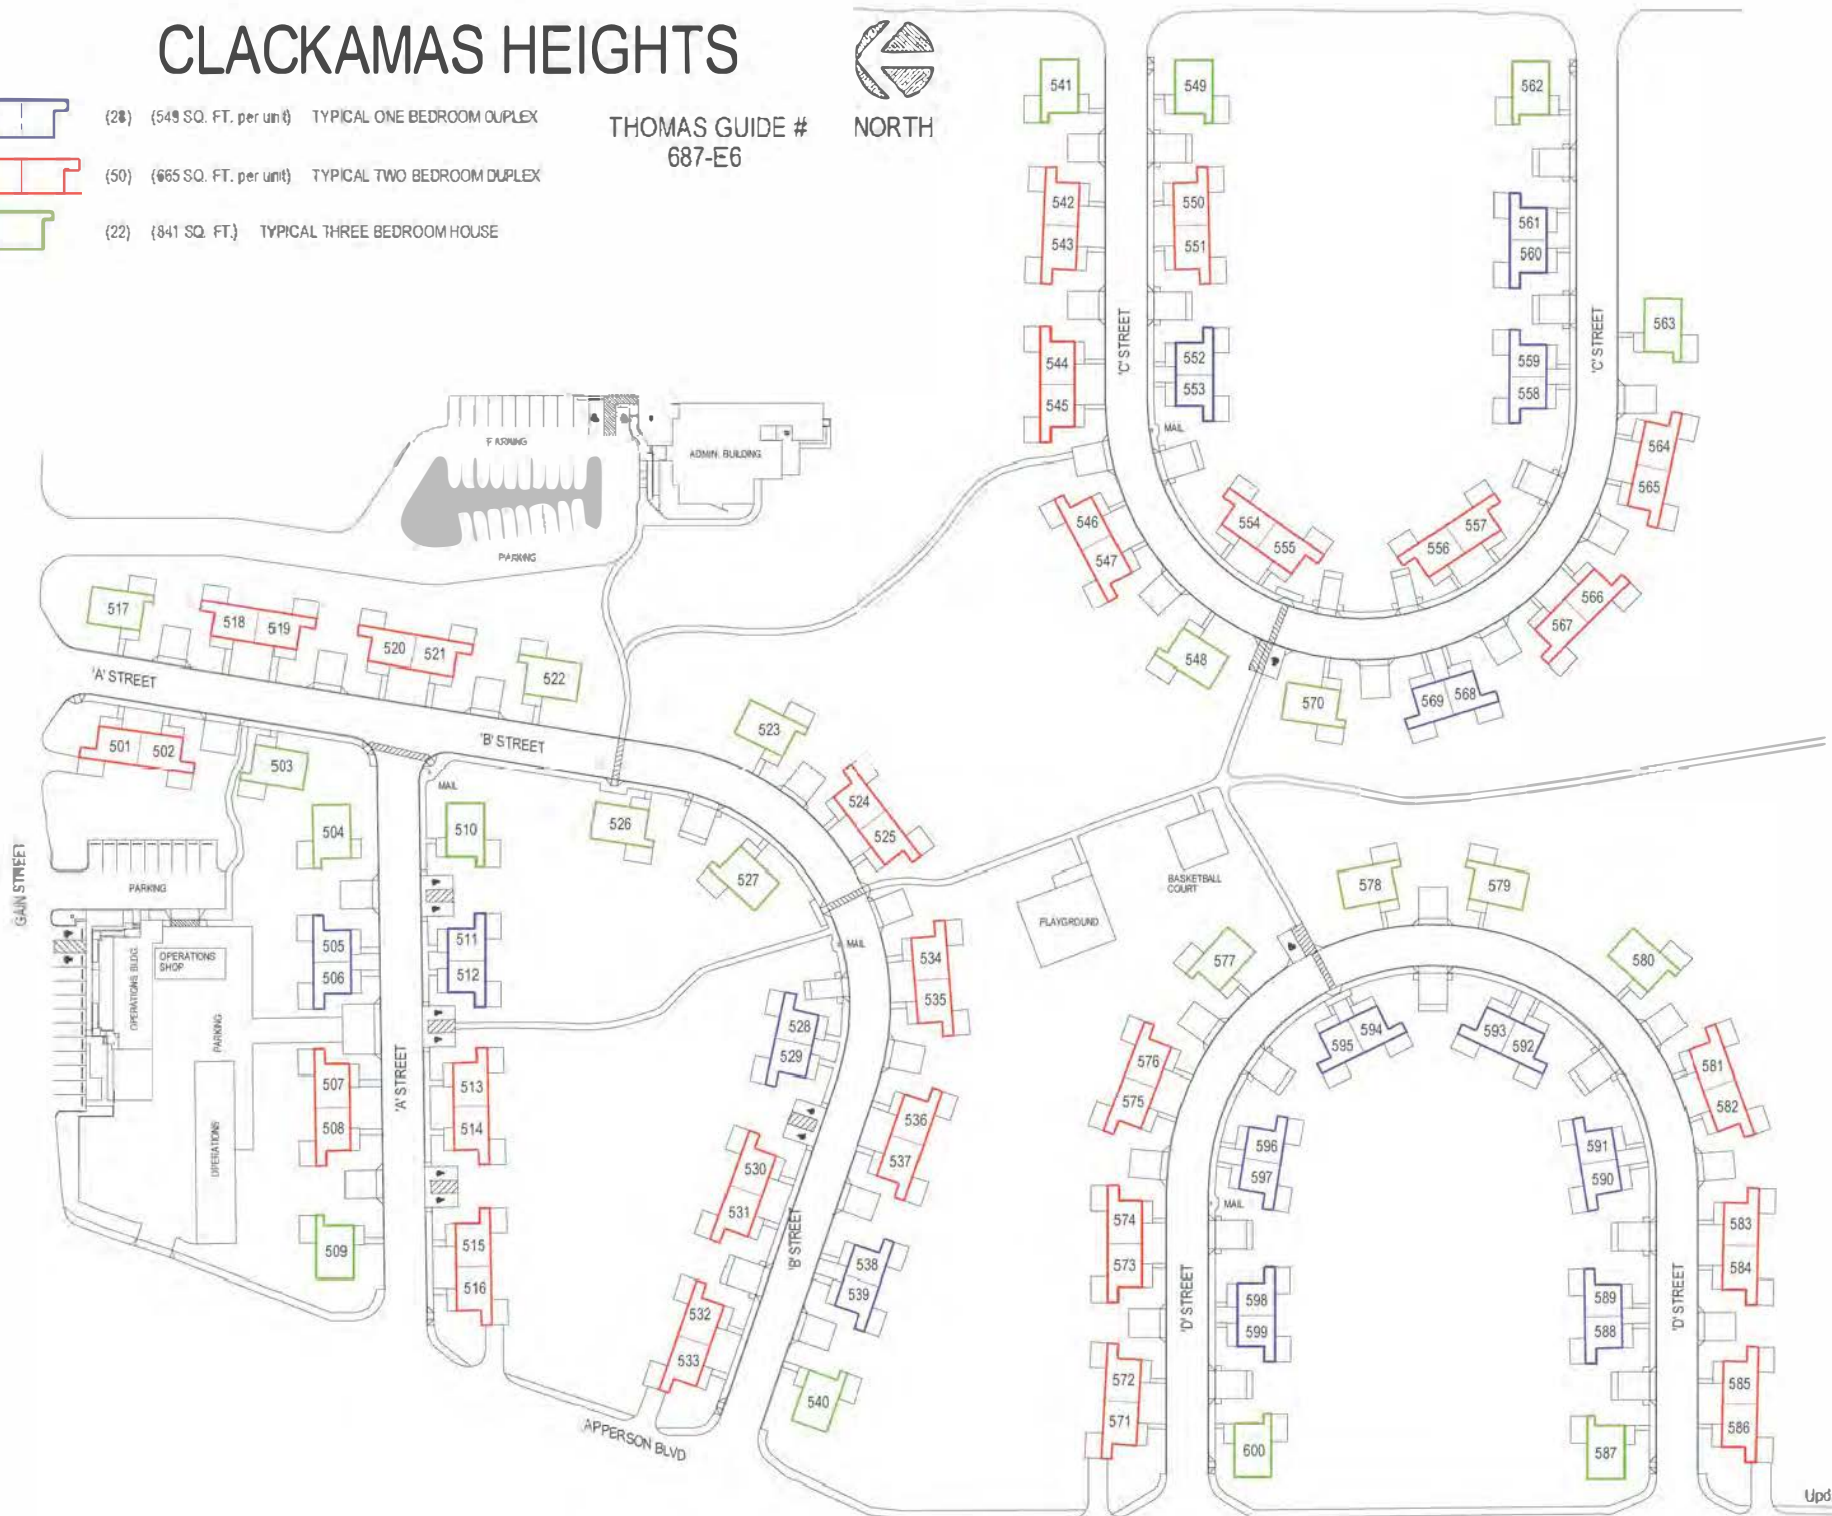 CLACKAMAS HEIGHTS
(28) (549 SQ. FT. per unit) TYPICAL ONE BEDROOM DUPLEX
(50) (665 SQ. FT. per unit) TYPICAL TWO BEDROOM DUPLEX
(22) (841 SQ. FT.) TYPICAL THREE BEDROOM HOUSE
THOMAS GUIDE #
687-E6
NORTH
541
549
562
542
543
550
551
561
560
'C' STREET
'C' STREET
563
544
545
552
553
559
558
MAIL
564
565
PARKING
ADMIN. BUILDING
PARKING
546
547
554
555
556
557
566
567
548
570
569
568
517
518
519
520
521
522
'A' STREET
'B' STREET
501
502
503
523
MAIL
504
510
526
524
525
527
GAIN STREET
PARKING
BASKETBALL
COURT
PLAYGROUND
578
579
505
506
511
512
OPERATIONS BLDG.
OPERATIONS
SHOP
PARKING
OPERATIONS
MAIL
534
535
577
580
528
529
595
594
593
592
576
575
581
582
'A' STREET
507
508
513
514
536
537
530
531
596
597
591
590
MAIL
509
515
516
'B' STREET
538
539
574
573
583
584
'D' STREET
'D' STREET
598
599
589
588
532
533
540
572
571
585
586
600
587
APPERSON BLVD
Upd